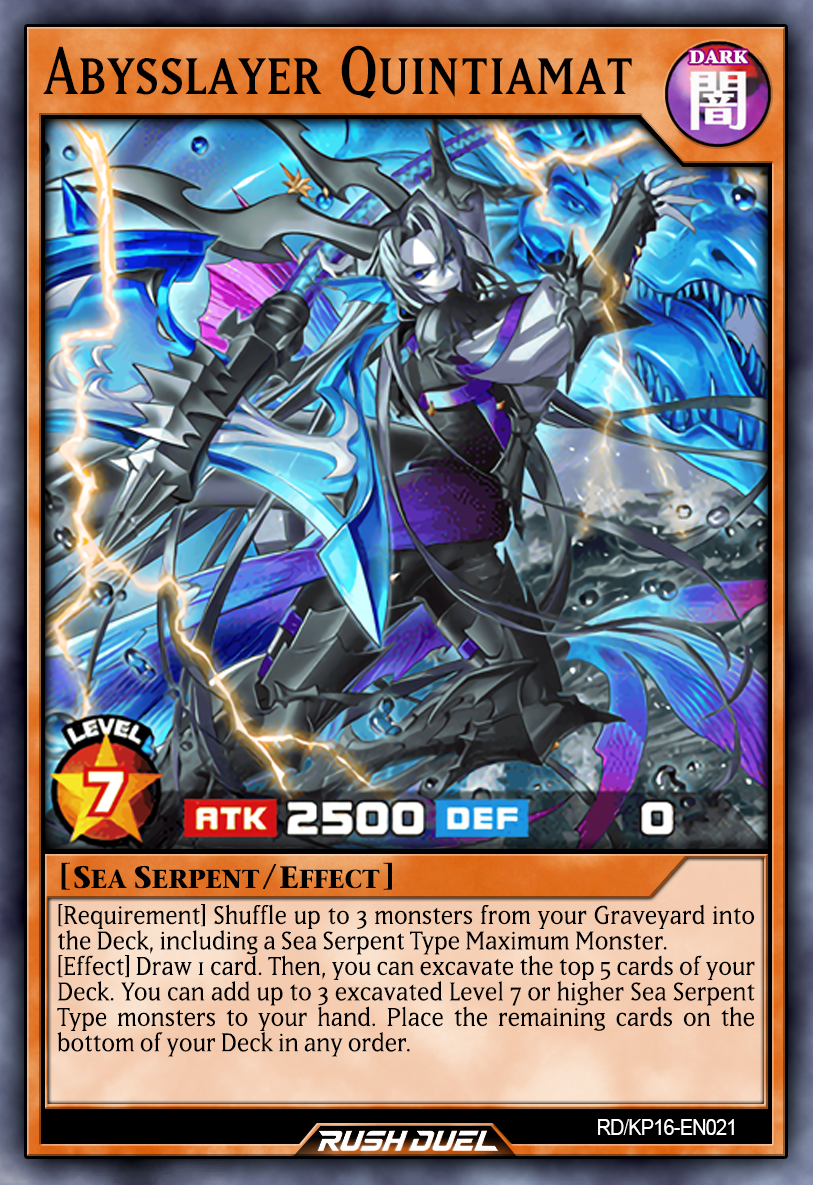 ABYSSLAYER QUINTIAMAT
DARK
闇
LEVEL
7
ATK 2500 DEF 0
[SEA SERPENT/EFFECT]
[Requirement] Shuffle up to 3 monsters from your Graveyard into
the Deck, including a Sea Serpent Type Maximum Monster.
[Effect] Draw 1 card. Then, you can excavate the top 5 cards of your
Deck. You can add up to 3 excavated Level 7 or higher Sea Serpent
Type monsters to your hand. Place the remaining cards on the
bottom of your Deck in any order.
RD/KP16-EN021
RUSH DUEL